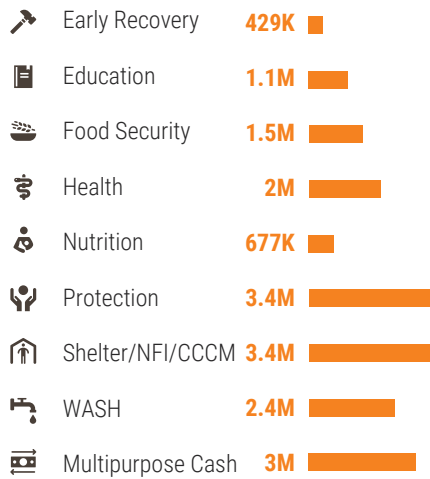 Early Recovery 429K
Education 1.1M
Food Security 1.5M
Health 2M
Nutrition 677K
Protection 3.4M
Shelter/NFI/CCCM 3.4M
WASH 2.4M
Multipurpose Cash 3M